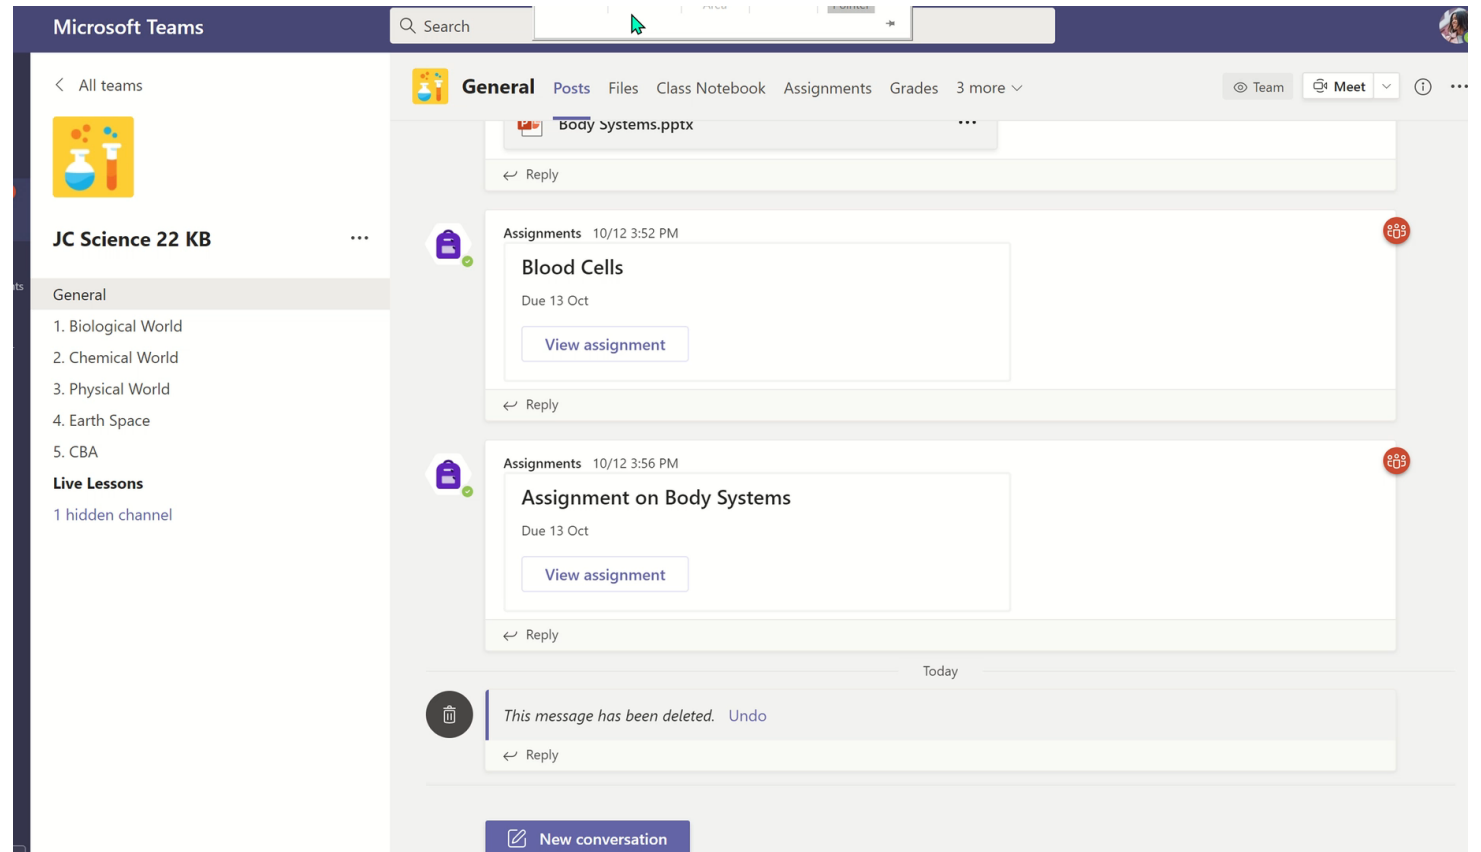 Microsoft Teams
Search
Area
Pointer
All teams
JC Science 22 KB
General
1. Biological World
2. Chemical World
3. Physical World
4. Earth Space
5. CBA
Live Lessons
1 hidden channel
General Posts Files Class Notebook Assignments Grades 3 more
Team Meet
Body Systems.pptx
Reply
Assignments 10/12 3:52 PM
Blood Cells
Due 13 Oct
View assignment
Reply
Assignments 10/12 3:56 PM
Assignment on Body Systems
Due 13 Oct
View assignment
Reply
Today
This message has been deleted. Undo
Reply
New conversation